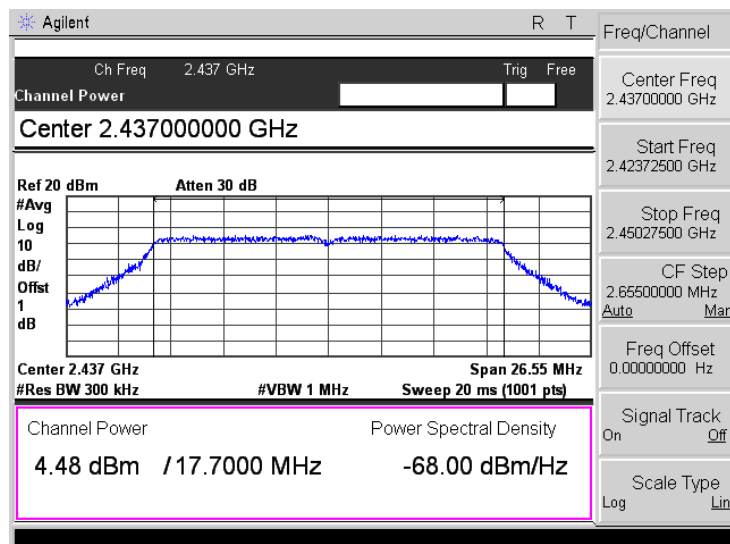 Agilent R T
Ch Freq 2.437 GHz Trig Free
Channel Power
Center 2.437000000 GHz
Ref 20 dBm Atten 30 dB
#Avg
Log
10
dB/
Offst
1
dB
Center 2.437 GHz Span 26.55 MHz
#Res BW 300 kHz #VBW 1 MHz Sweep 20 ms (1001 pts)
Channel Power Power Spectral Density
4.48 dBm / 17.7000 MHz -68.00 dBm/Hz
Freq/Channel
Center Freq
2.43700000 GHz
Start Freq
2.42372500 GHz
Stop Freq
2.45027500 GHz
CF Step
2.65500000 MHz
Auto Man
Freq Offset
0.00000000 Hz
Signal Track
On Off
Scale Type
Log Lin